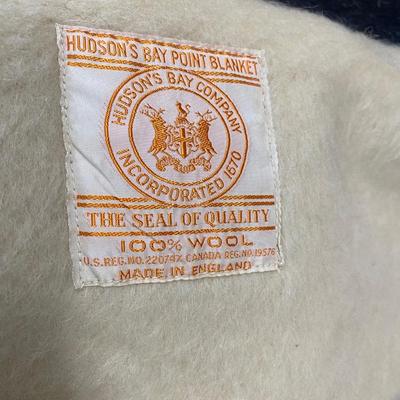 HUDSON'S BAY POINT BLANKET
HUDSON'S BAY COMPANY
INCORPORATED 1670
THE SEAL OF QUALITY
100% WOOL
U.S. REG. NO. 220747, CANADA REG. NO. 19576
MADE IN ENGLAND